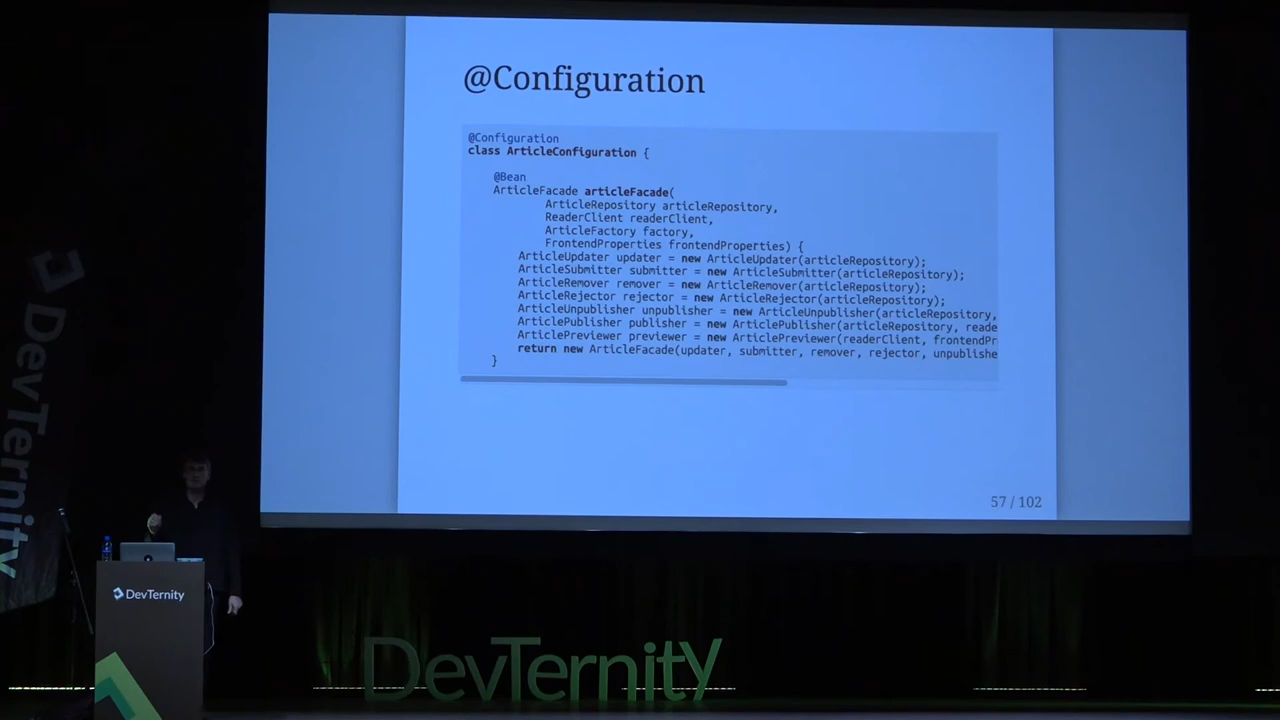 @Configuration
@Configuration
class ArticleConfiguration {
@Bean
ArticleFacade articleFacade(
ArticleRepository articleRepository,
ReaderClient readerClient,
ArticleFactory factory,
FrontendProperties frontendProperties) {
ArticleUpdater updater = new ArticleUpdater(articleRepository);
ArticleSubmitter submitter = new ArticleSubmitter(articleRepository);
ArticleRemover remover = new ArticleRemover(articleRepository);
ArticleRejector rejector = new ArticleRejector(articleRepository);
ArticleUnpublisher unpublisher = new ArticleUnpublisher(articleRepository,
ArticlePublisher publisher = new ArticlePublisher(articleRepository, reade
ArticlePreviewer previewer = new ArticlePreviewer(readerClient, frontendPr
return new ArticleFacade(updater, submitter, remover, rejector, unpublishe
}
57 / 102
DevTernity
DevTernity
DevTernity